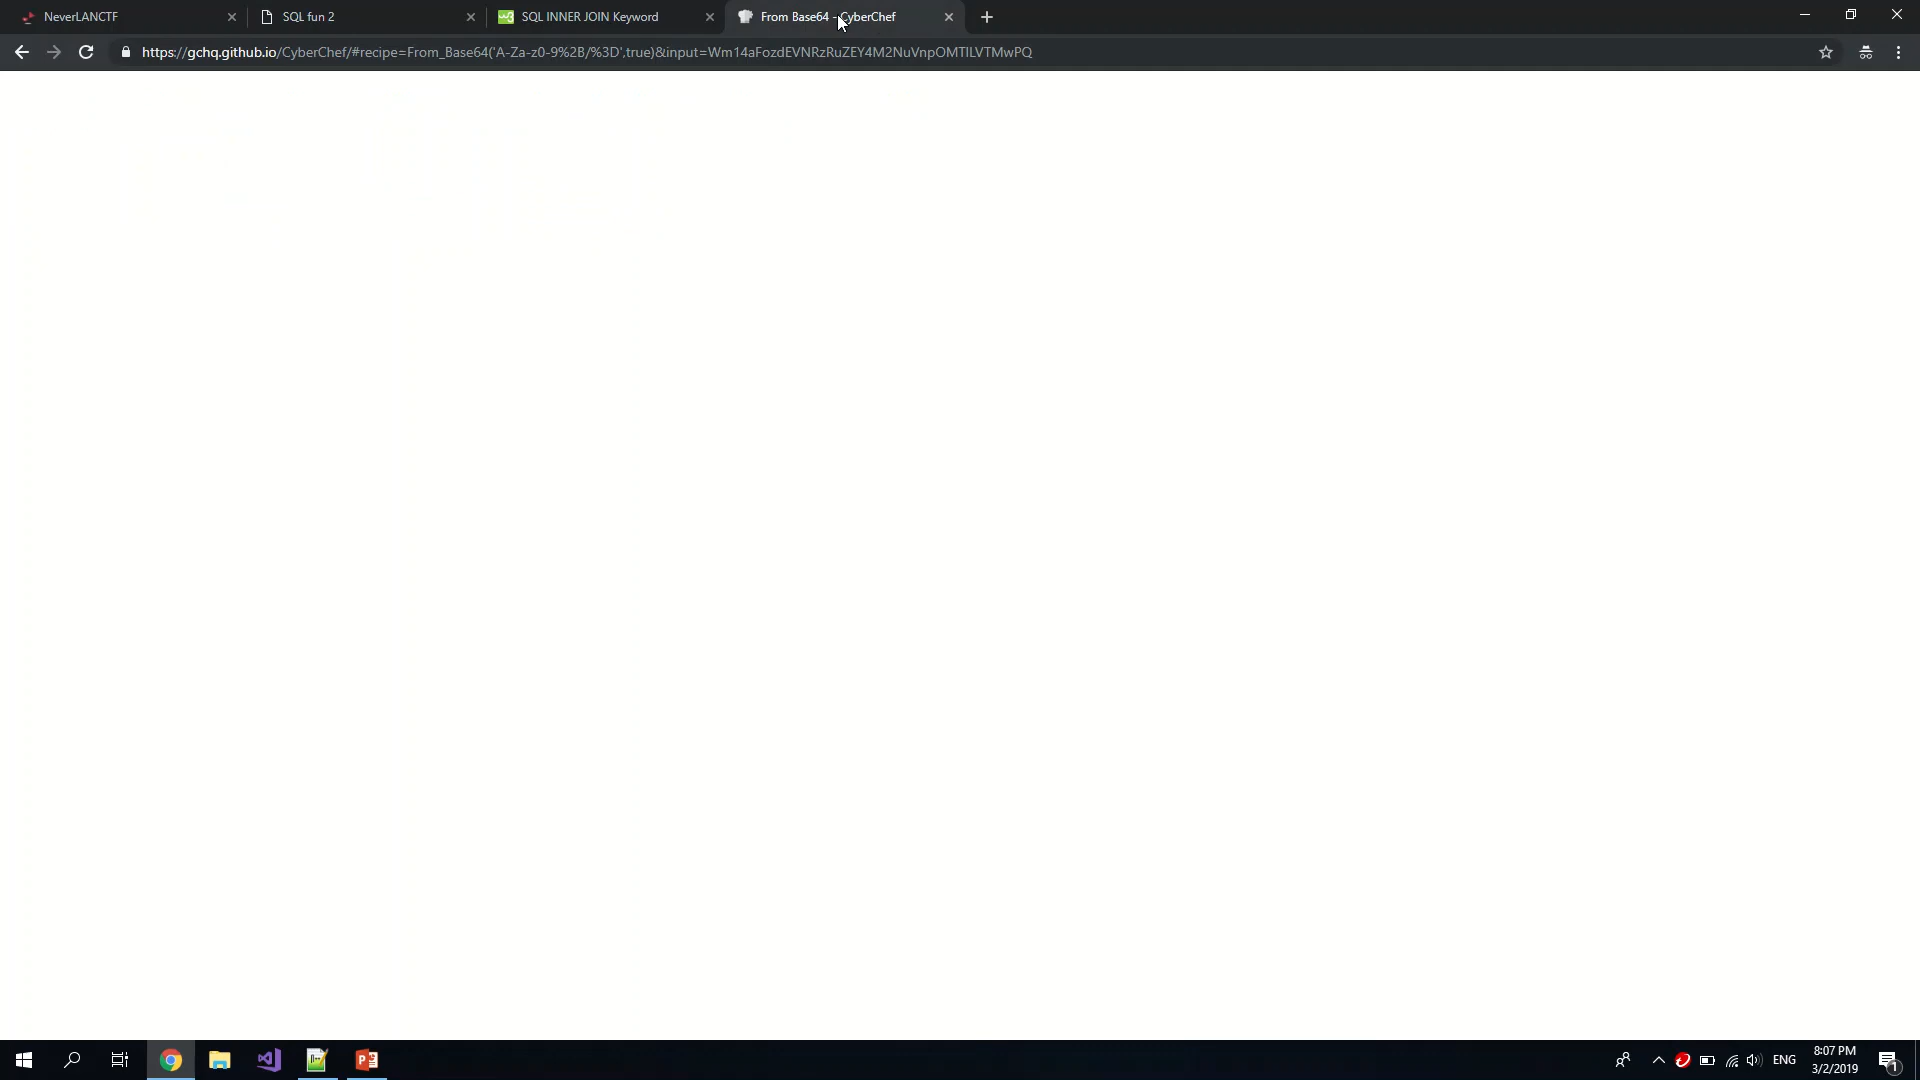 NeverLANCTF
SQL fun 2
SQL INNER JOIN Keyword
From Base64 - CyberChef
https://gchq.github.io/CyberChef/#recipe=From_Base64('A-Za-z0-9%2B/%3D',true)&input=Wm14aFozdEVNRzRuZEY4M2NuVnpOMTlLVTMwPQ
ENG
8:07 PM
3/2/2019
1